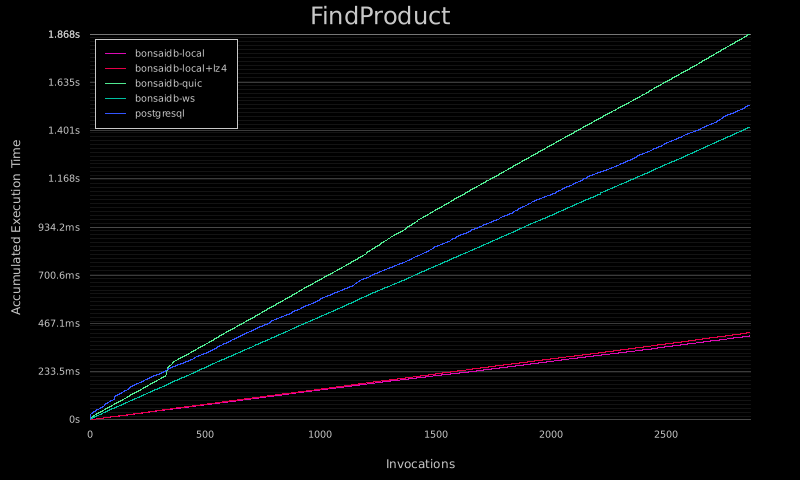 FindProduct
1.868s
1.635s
1.401s
1.168s
934.2ms
700.6ms
467.1ms
233.5ms
0s
bonsaidb-local
bonsaidb-local+lz4
bonsaidb-quic
bonsaidb-ws
postgresql
Accumulated Execution Time
0 500 1000 1500 2000 2500
Invocations